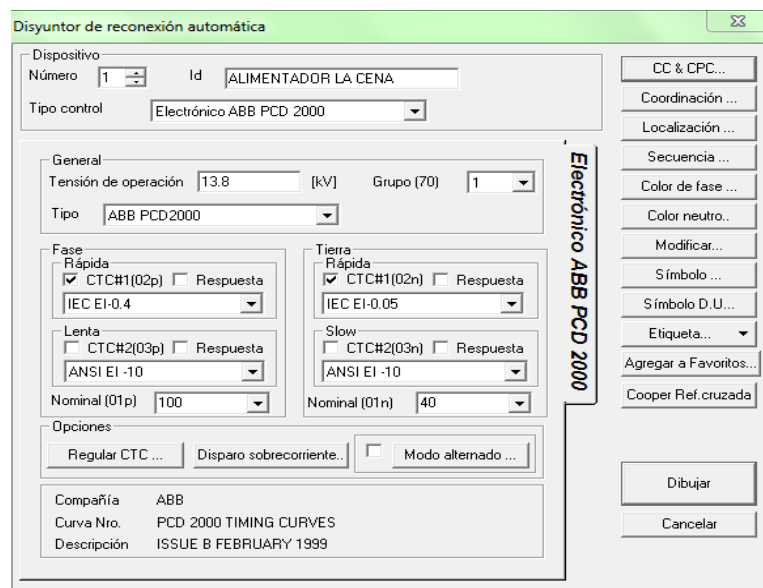 Disyuntor de reconexión automática
Dispositivo
Número 1 Id ALIMENTADOR LA CENA
Tipo control Electrónico ABB PCD 2000
General
Tensión de operación 13.8 [kV] Grupo (70) 1
Tipo ABB PCD2000
Fase
Rápida
CTC#1(02p) Respuesta
IEC EI-0.4
Lenta
CTC#2(03p) Respuesta
ANSI EI -10
Nominal (01p) 100
Tierra
Rápida
CTC#1(02n) Respuesta
IEC EI-0.05
Slow
CTC#2(03n) Respuesta
ANSI EI -10
Nominal (01n) 40
Opciones
Regular CTC ... Disparo sobrecorriente.. Modo alternado ...
Compañía ABB
Curva Nro. PCD 2000 TIMING CURVES
Descripción ISSUE B FEBRUARY 1999
Electrónico ABB PCD 2000
CC & CPC...
Coordinación ...
Localización ...
Secuencia ...
Color de fase ...
Color neutro..
Modificar...
Símbolo ...
Símbolo D.U...
Etiqueta...
Agregar a Favoritos...
Cooper Ref.cruzada
Dibujar
Cancelar